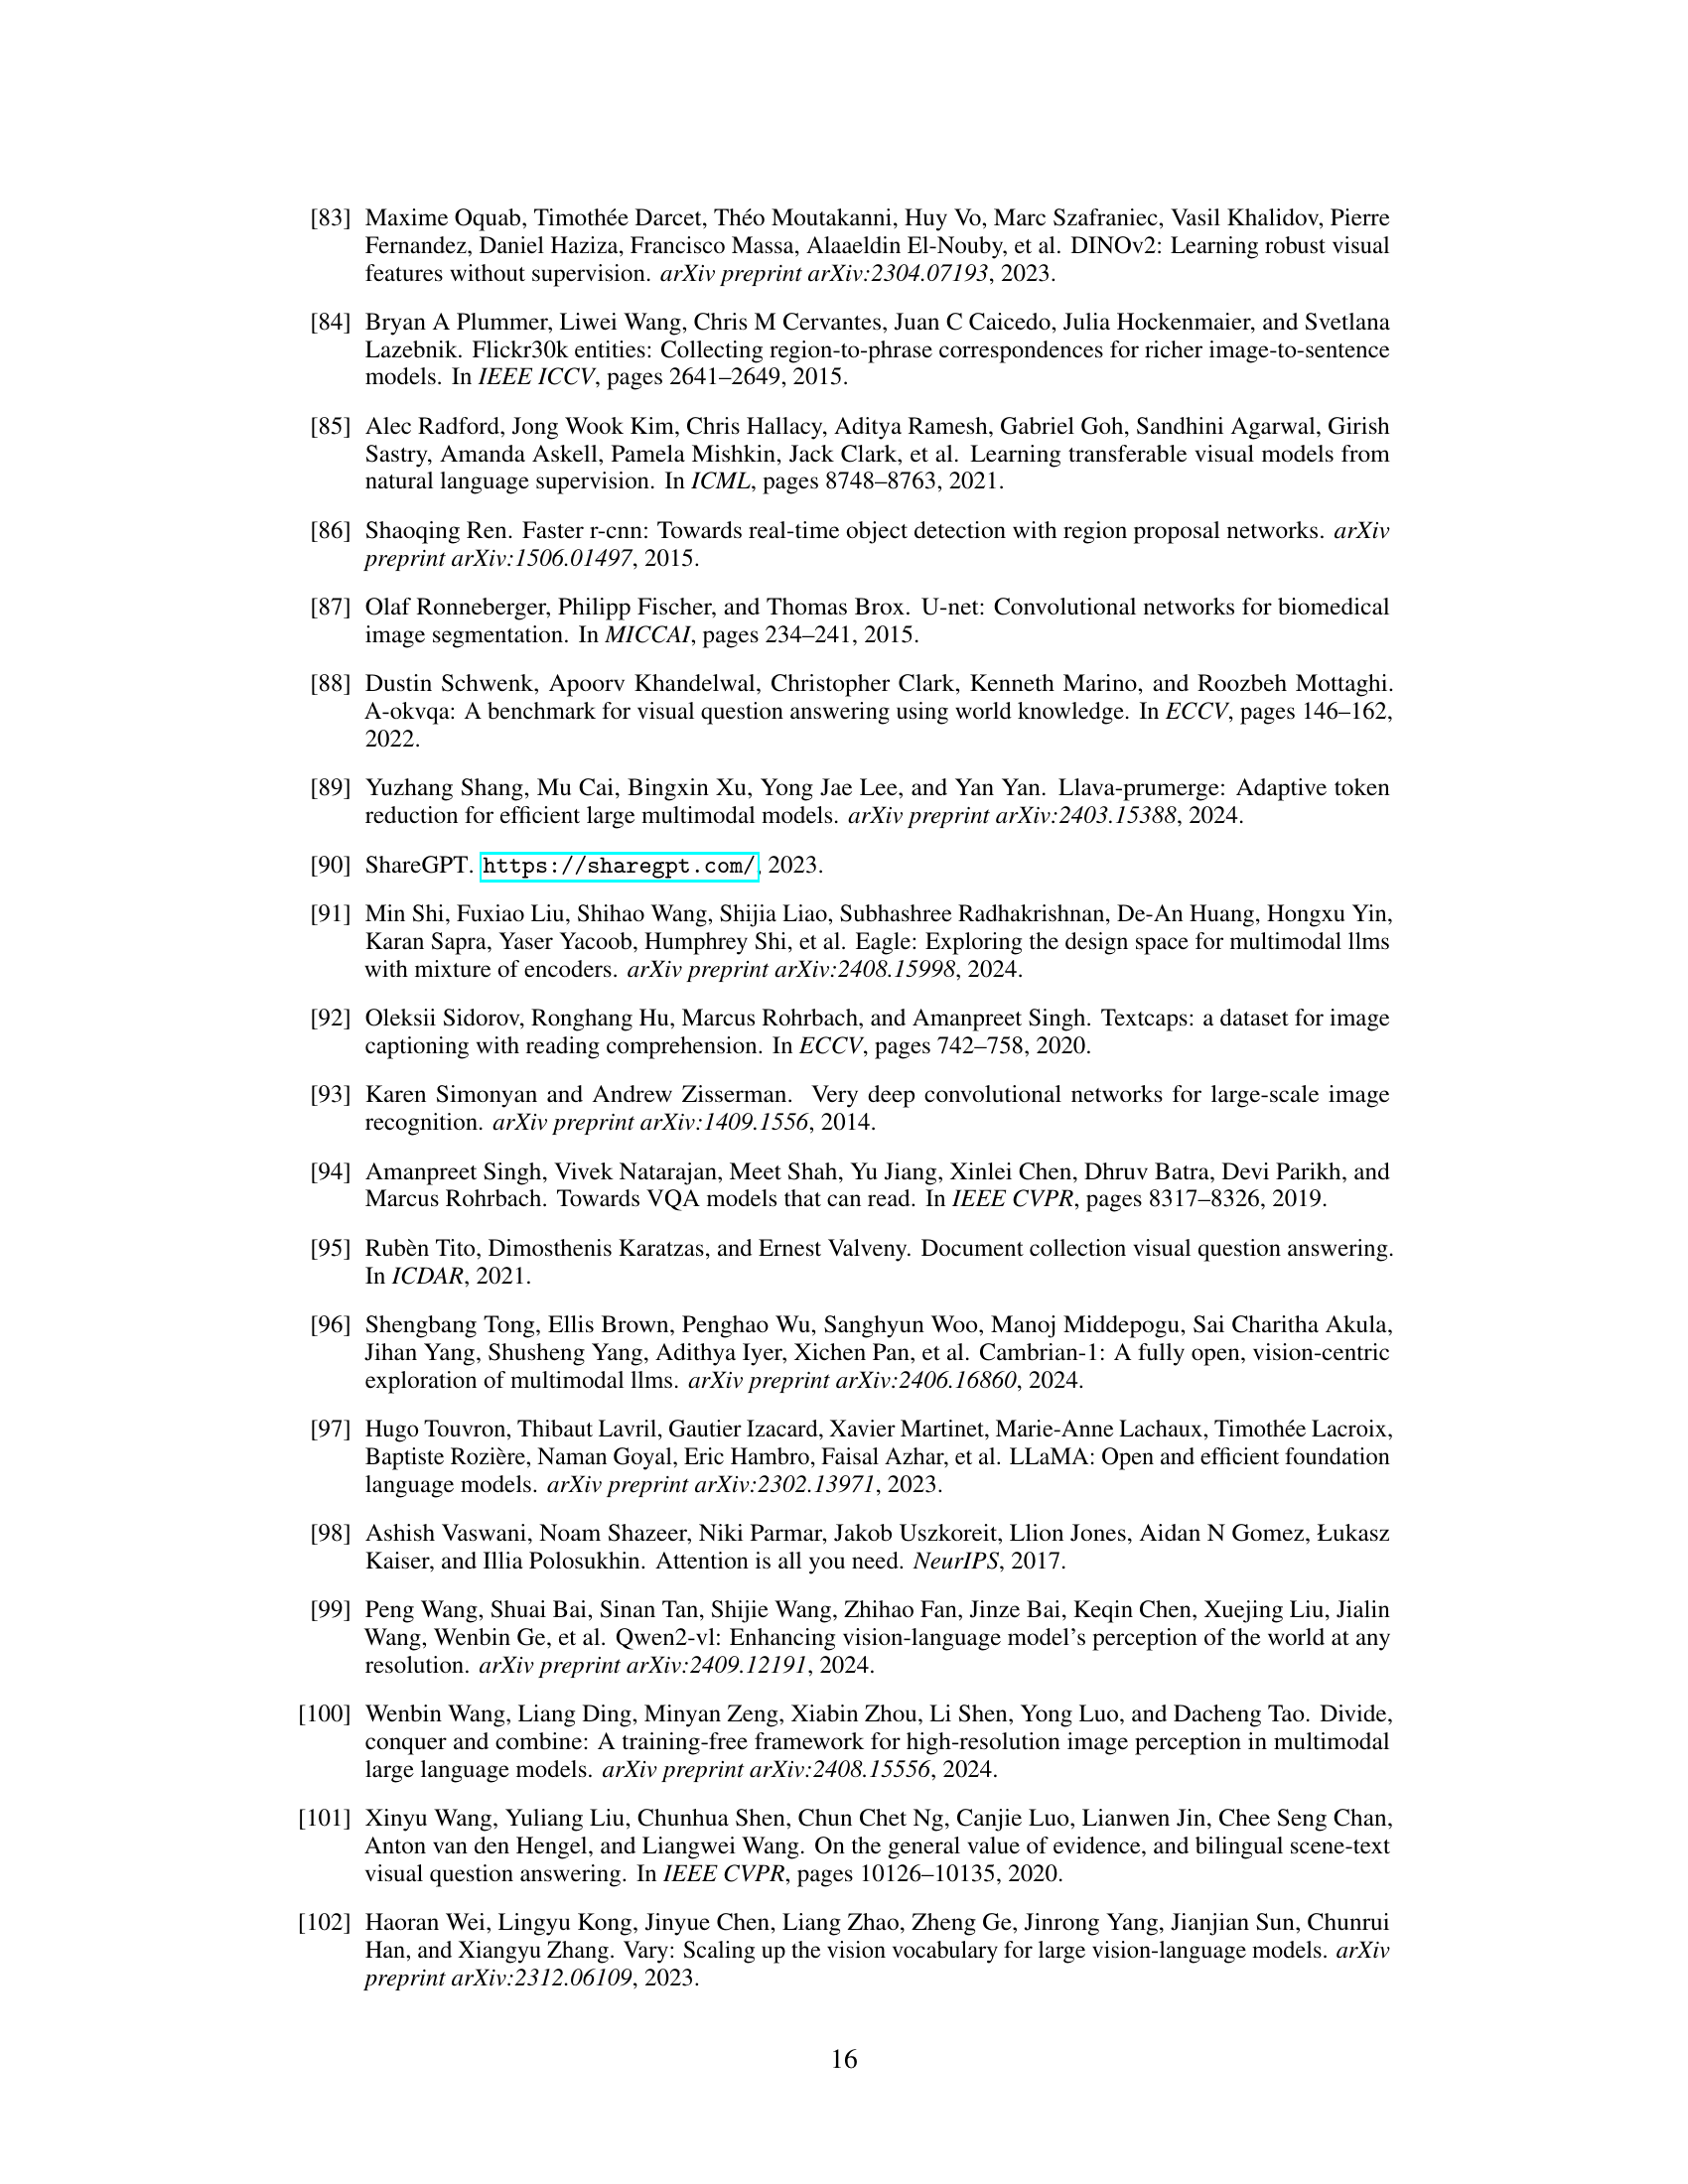 [83] Maxime Oquab, Timothée Darcet, Théo Moutakanni, Huy Vo, Marc Szafraniec, Vasil Khalidov, Pierre
Fernandez, Daniel Haziza, Francisco Massa, Alaaeldin El-Nouby, et al. DINOv2: Learning robust visual
features without supervision. arXiv preprint arXiv:2304.07193, 2023.
[84] Bryan A Plummer, Liwei Wang, Chris M Cervantes, Juan C Caicedo, Julia Hockenmaier, and Svetlana
Lazebnik. Flickr30k entities: Collecting region-to-phrase correspondences for richer image-to-sentence
models. In IEEE ICCV, pages 2641–2649, 2015.
[85] Alec Radford, Jong Wook Kim, Chris Hallacy, Aditya Ramesh, Gabriel Goh, Sandhini Agarwal, Girish
Sastry, Amanda Askell, Pamela Mishkin, Jack Clark, et al. Learning transferable visual models from
natural language supervision. In ICML, pages 8748–8763, 2021.
[86] Shaoqing Ren. Faster r-cnn: Towards real-time object detection with region proposal networks. arXiv
preprint arXiv:1506.01497, 2015.
[87] Olaf Ronneberger, Philipp Fischer, and Thomas Brox. U-net: Convolutional networks for biomedical
image segmentation. In MICCAI, pages 234–241, 2015.
[88] Dustin Schwenk, Apoorv Khandelwal, Christopher Clark, Kenneth Marino, and Roozbeh Mottaghi.
A-okvqa: A benchmark for visual question answering using world knowledge. In ECCV, pages 146–162,
2022.
[89] Yuzhang Shang, Mu Cai, Bingxin Xu, Yong Jae Lee, and Yan Yan. Llava-prumerge: Adaptive token
reduction for efficient large multimodal models. arXiv preprint arXiv:2403.15388, 2024.
[90] ShareGPT. https://sharegpt.com/, 2023.
[91] Min Shi, Fuxiao Liu, Shihao Wang, Shijia Liao, Subhashree Radhakrishnan, De-An Huang, Hongxu Yin,
Karan Sapra, Yaser Yacoob, Humphrey Shi, et al. Eagle: Exploring the design space for multimodal llms
with mixture of encoders. arXiv preprint arXiv:2408.15998, 2024.
[92] Oleksii Sidorov, Ronghang Hu, Marcus Rohrbach, and Amanpreet Singh. Textcaps: a dataset for image
captioning with reading comprehension. In ECCV, pages 742–758, 2020.
[93] Karen Simonyan and Andrew Zisserman. Very deep convolutional networks for large-scale image
recognition. arXiv preprint arXiv:1409.1556, 2014.
[94] Amanpreet Singh, Vivek Natarajan, Meet Shah, Yu Jiang, Xinlei Chen, Dhruv Batra, Devi Parikh, and
Marcus Rohrbach. Towards VQA models that can read. In IEEE CVPR, pages 8317–8326, 2019.
[95] Rubèn Tito, Dimosthenis Karatzas, and Ernest Valveny. Document collection visual question answering.
In ICDAR, 2021.
[96] Shengbang Tong, Ellis Brown, Penghao Wu, Sanghyun Woo, Manoj Middepogu, Sai Charitha Akula,
Jihan Yang, Shusheng Yang, Adithya Iyer, Xichen Pan, et al. Cambrian-1: A fully open, vision-centric
exploration of multimodal llms. arXiv preprint arXiv:2406.16860, 2024.
[97] Hugo Touvron, Thibaut Lavril, Gautier Izacard, Xavier Martinet, Marie-Anne Lachaux, Timothée Lacroix,
Baptiste Rozière, Naman Goyal, Eric Hambro, Faisal Azhar, et al. LLaMA: Open and efficient foundation
language models. arXiv preprint arXiv:2302.13971, 2023.
[98] Ashish Vaswani, Noam Shazeer, Niki Parmar, Jakob Uszkoreit, Llion Jones, Aidan N Gomez, Łukasz
Kaiser, and Illia Polosukhin. Attention is all you need. NeurIPS, 2017.
[99] Peng Wang, Shuai Bai, Sinan Tan, Shijie Wang, Zhihao Fan, Jinze Bai, Keqin Chen, Xuejing Liu, Jialin
Wang, Wenbin Ge, et al. Qwen2-vl: Enhancing vision-language model's perception of the world at any
resolution. arXiv preprint arXiv:2409.12191, 2024.
[100] Wenbin Wang, Liang Ding, Minyan Zeng, Xiabin Zhou, Li Shen, Yong Luo, and Dacheng Tao. Divide,
conquer and combine: A training-free framework for high-resolution image perception in multimodal
large language models. arXiv preprint arXiv:2408.15556, 2024.
[101] Xinyu Wang, Yuliang Liu, Chunhua Shen, Chun Chet Ng, Canjie Luo, Lianwen Jin, Chee Seng Chan,
Anton van den Hengel, and Liangwei Wang. On the general value of evidence, and bilingual scene-text
visual question answering. In IEEE CVPR, pages 10126–10135, 2020.
[102] Haoran Wei, Lingyu Kong, Jinyue Chen, Liang Zhao, Zheng Ge, Jinrong Yang, Jianjian Sun, Chunrui
Han, and Xiangyu Zhang. Vary: Scaling up the vision vocabulary for large vision-language models. arXiv
preprint arXiv:2312.06109, 2023.
16